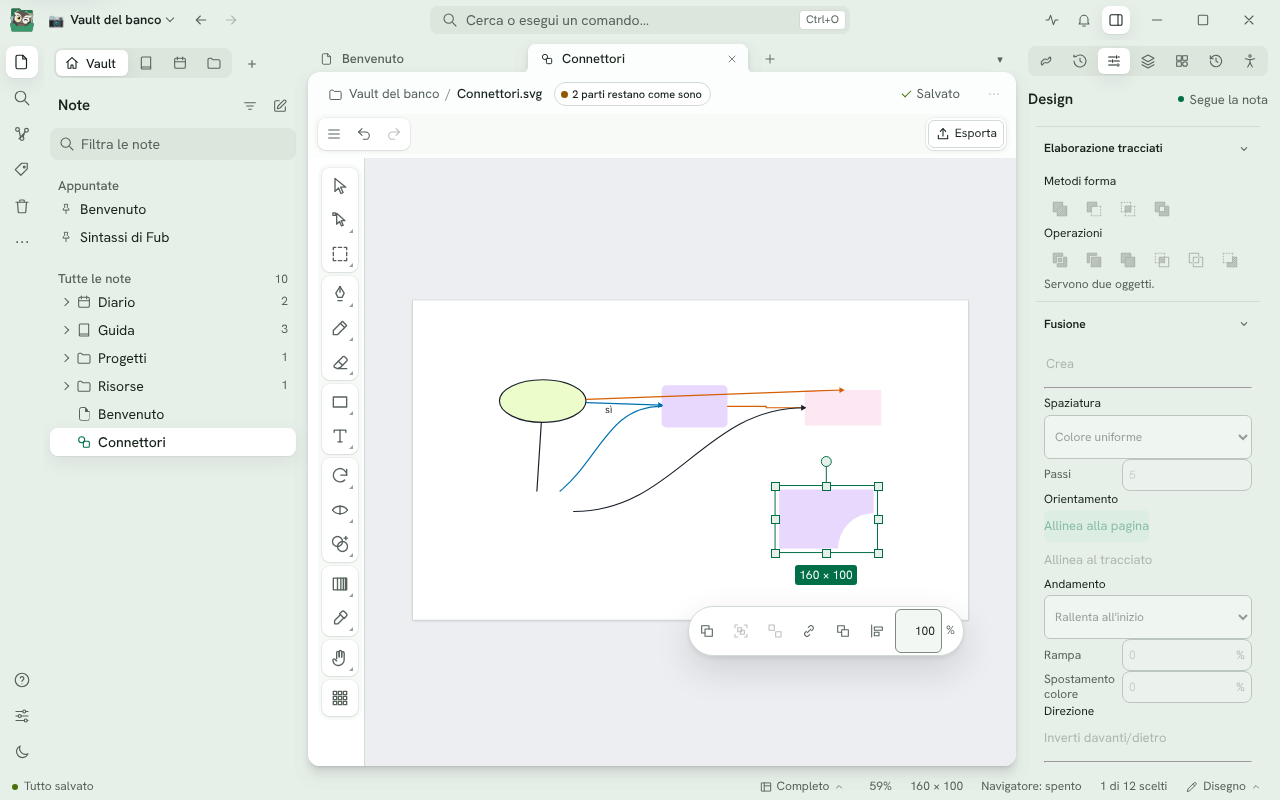 Vault del banco
Cerca o esegui un comando…
Ctrl+O
Vault
Note
Filtra le note
Appuntate
Benvenuto
Sintassi di Fub
Tutte le note
10
Diario
2
Guida
3
Progetti
1
Risorse
1
Benvenuto
Connettori
Tutto salvato
Benvenuto
Connettori
Vault del banco / Connettori.svg
2 parti restano come sono
Salvato
Esporta
sì
160 × 100
100 %
Design
Segue la nota
Elaborazione tracciati
Metodi forma
Operazioni
Servono due oggetti.
Fusione
Crea
Spaziatura
Colore uniforme
Passi
5
Orientamento
Allinea alla pagina
Allinea al tracciato
Andamento
Rallenta all'inizio
Rampa
0 %
Spostamento colore
0 %
Direzione
Inverti davanti/dietro
Completo
59%
160 × 100
Navigatore: spento
1 di 12 scelti
Disegno